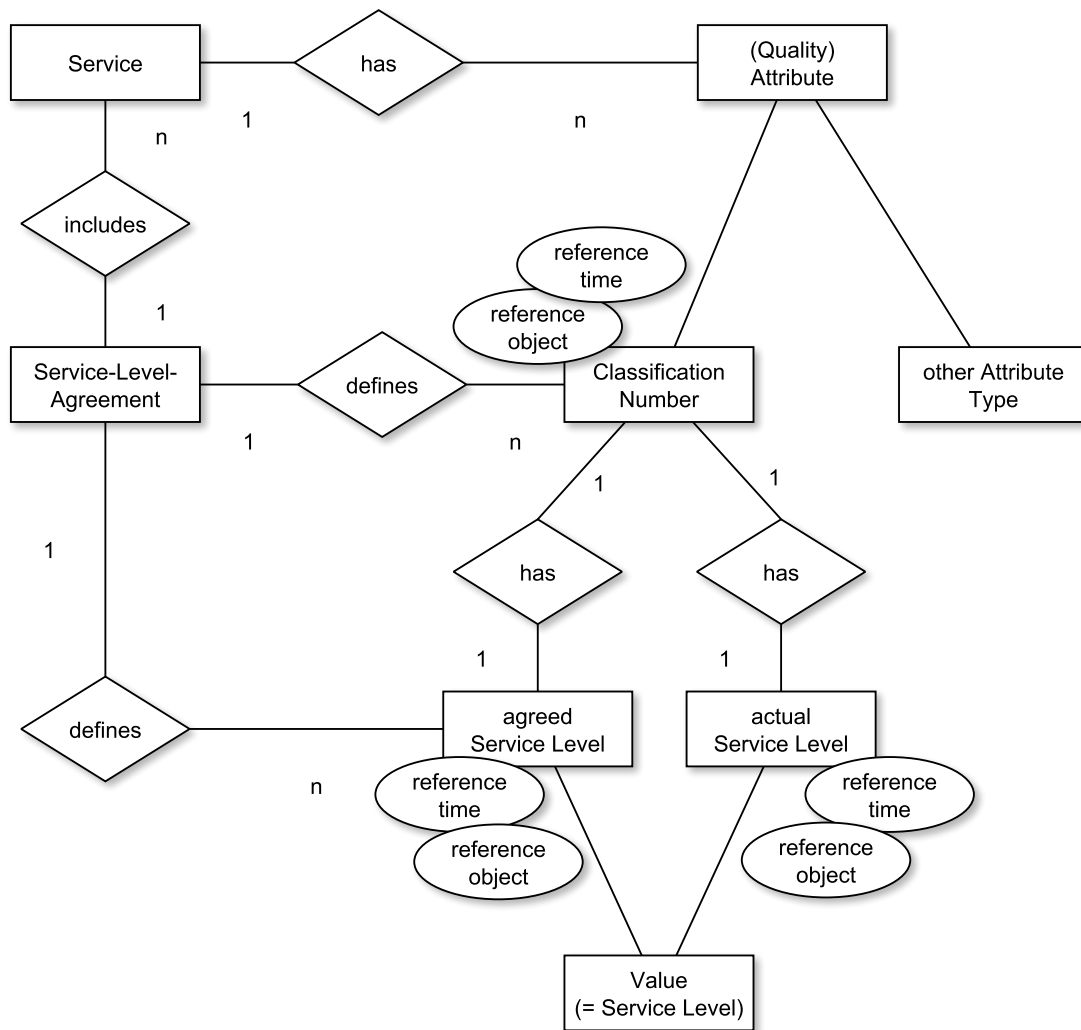 Service
has
(Quality)
Attribute
1
n
n
includes
1
reference
time
reference
object
Service-Level-
Agreement
defines
Classification
Number
other Attribute
Type
1
n
1
1
1
has
has
1
1
defines
agreed
Service Level
actual
Service Level
n
reference
time
reference
object
reference
time
reference
object
Value
(= Service Level)